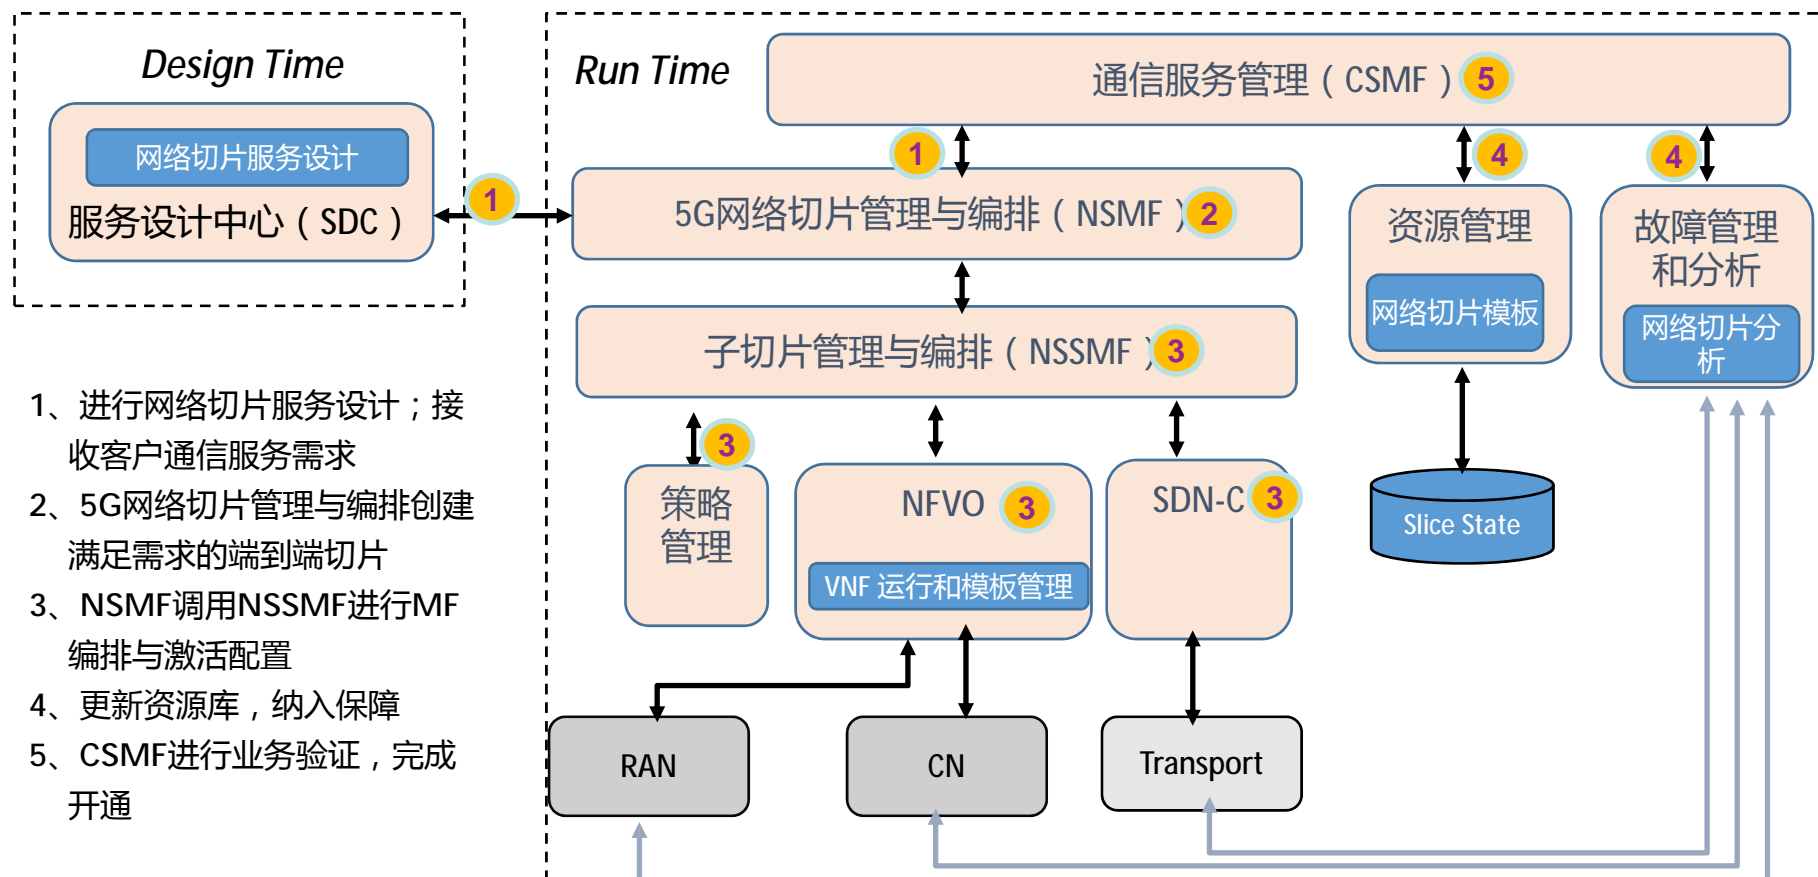 Design Time
网络切片服务设计
服务设计中心（SDC）
1
Run Time
通信服务管理（CSMF）
5
1
4
4
5G网络切片管理与编排（NSMF）
2
资源管理
网络切片模板
故障管理
和分析
网络切片分
析
子切片管理与编排（NSSMF）
3
3
策略
管理
NFVO
3
VNF 运行和模板管理
SDN-C
3
Slice State
RAN
CN
Transport
1、进行网络切片服务设计；接
收客户通信服务需求
2、5G网络切片管理与编排创建
满足需求的端到端切片
3、NSMF调用NSSMF进行MF
编排与激活配置
4、更新资源库，纳入保障
5、CSMF进行业务验证，完成
开通